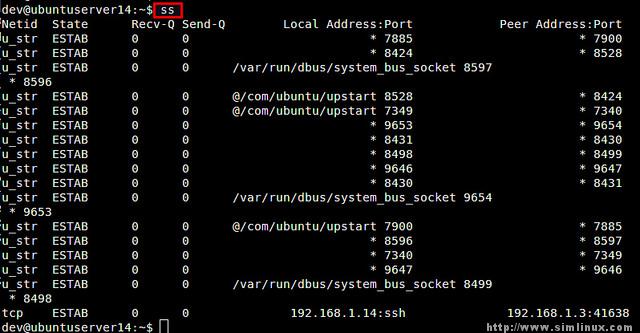 dev@ubuntuserver14:~$ ss
Netid  State      Recv-Q Send-Q        Local Address:Port            Peer Address:Port
u_str  ESTAB      0      0                         * 7885                       * 7900
u_str  ESTAB      0      0                         * 8424                       * 8528
u_str  ESTAB      0      0      /var/run/dbus/system_bus_socket 8597
 * 8596
u_str  ESTAB      0      0      @/com/ubuntu/upstart 8528                       * 8424
u_str  ESTAB      0      0      @/com/ubuntu/upstart 7349                       * 7340
u_str  ESTAB      0      0                         * 9653                       * 9654
u_str  ESTAB      0      0                         * 8431                       * 8430
u_str  ESTAB      0      0                         * 8498                       * 8499
u_str  ESTAB      0      0                         * 9646                       * 9647
u_str  ESTAB      0      0                         * 8430                       * 8431
u_str  ESTAB      0      0      /var/run/dbus/system_bus_socket 9654
 * 9653
u_str  ESTAB      0      0      @/com/ubuntu/upstart 7900                       * 7885
u_str  ESTAB      0      0                         * 8596                       * 8597
u_str  ESTAB      0      0                         * 7340                       * 7349
u_str  ESTAB      0      0                         * 9647                       * 9646
u_str  ESTAB      0      0      /var/run/dbus/system_bus_socket 8499
 * 8498
tcp    ESTAB      0      0              192.168.1.14:ssh             192.168.1.3:41638
dev@ubuntuserver14:~$
http://www.simlinux.com